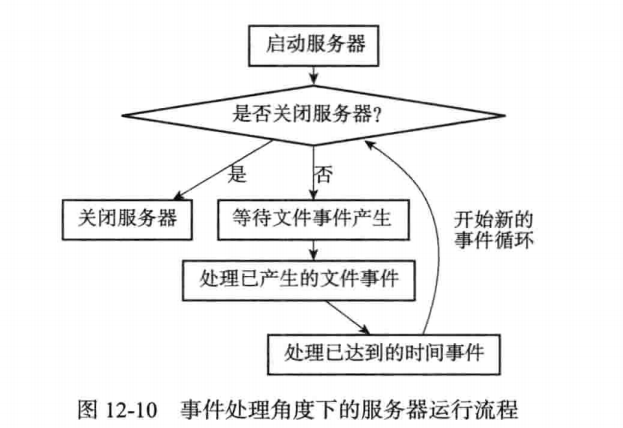 启动服务器
是否关闭服务器?
是
否
关闭服务器
等待文件事件产生
开始新的
事件循环
处理已产生的文件事件
处理已达到的时间事件
图 12-10 事件处理角度下的服务器运行流程